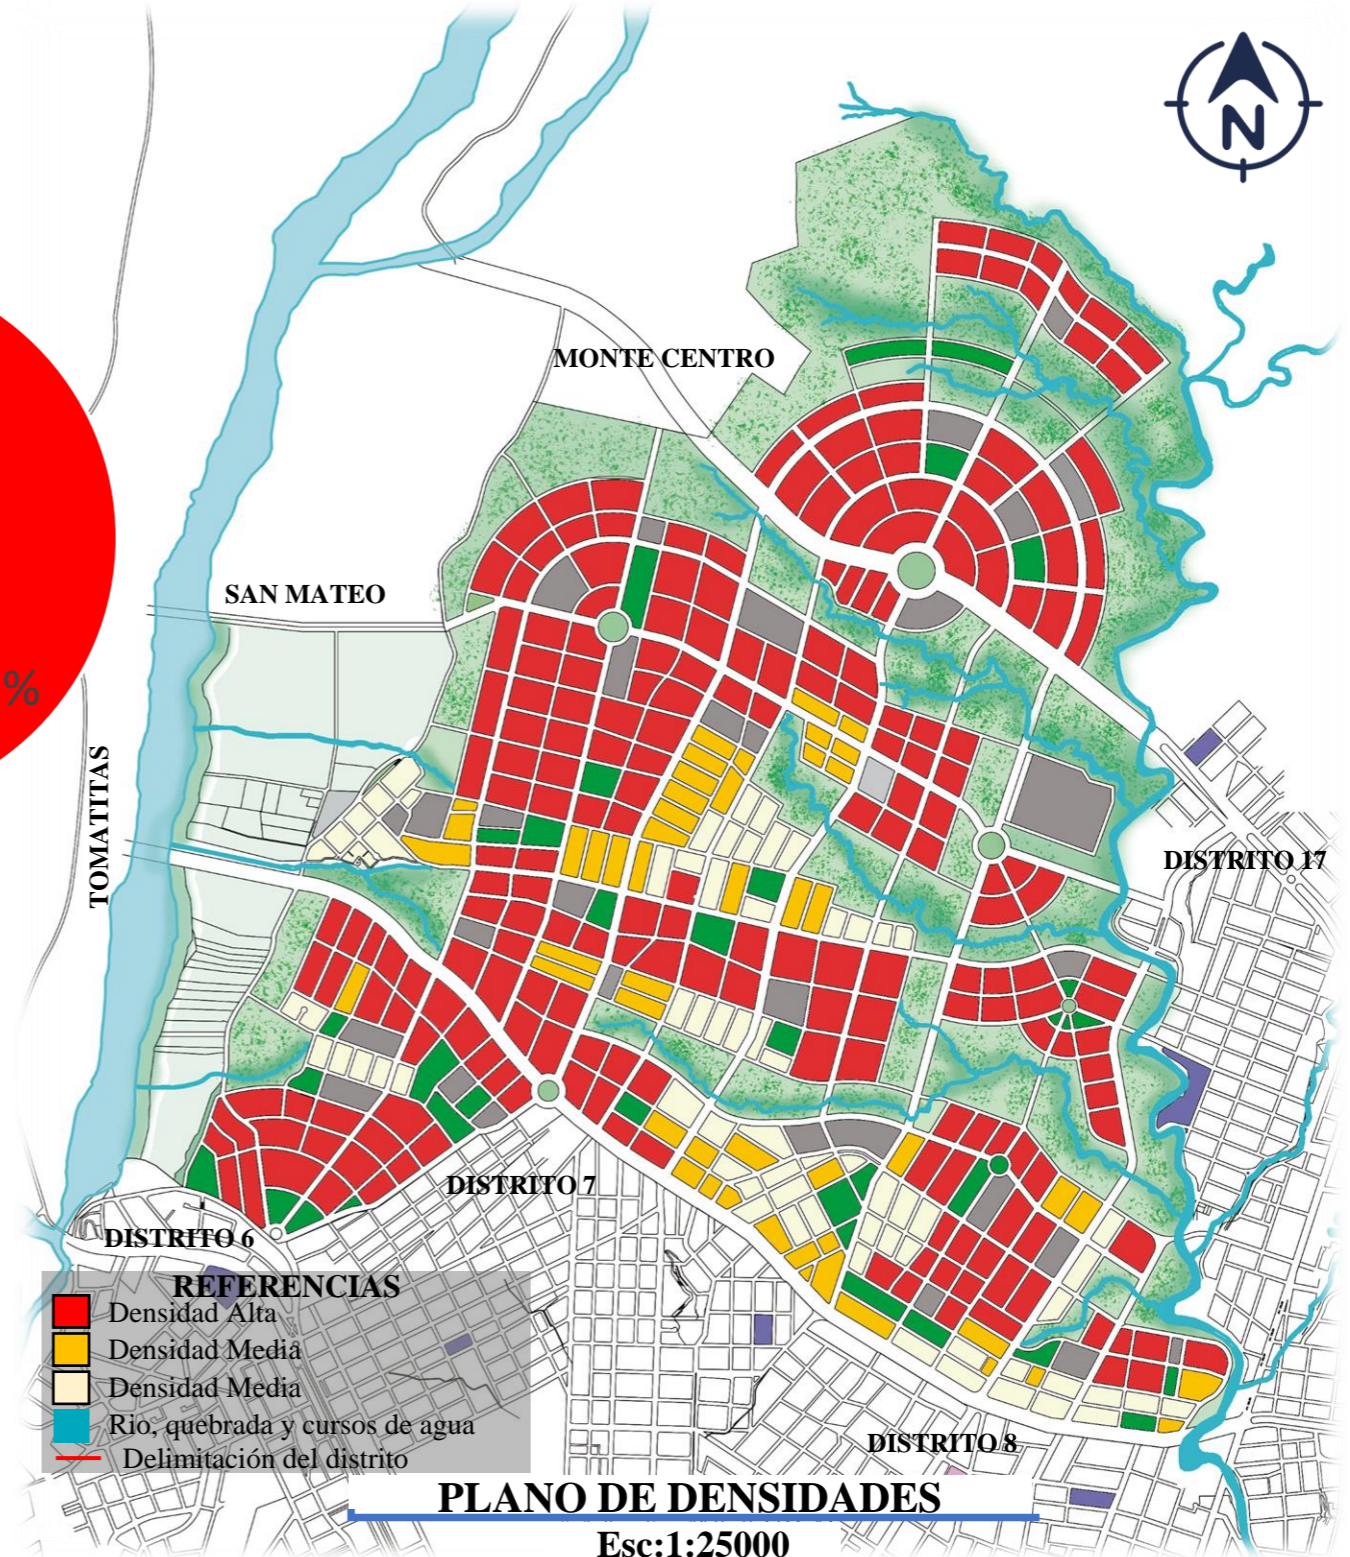 N
MONTE CENTRO
SAN MATEO
%
TOMATITAS
DISTRITO 17
DISTRITO 7
DISTRITO 6
REFERENCIAS
Densidad Alta
Densidad Media
Densidad Media
Rio, quebrada y cursos de agua
Delimitación del distrito
DISTRITO 8
PLANO DE DENSIDADES
Esc:1:25000